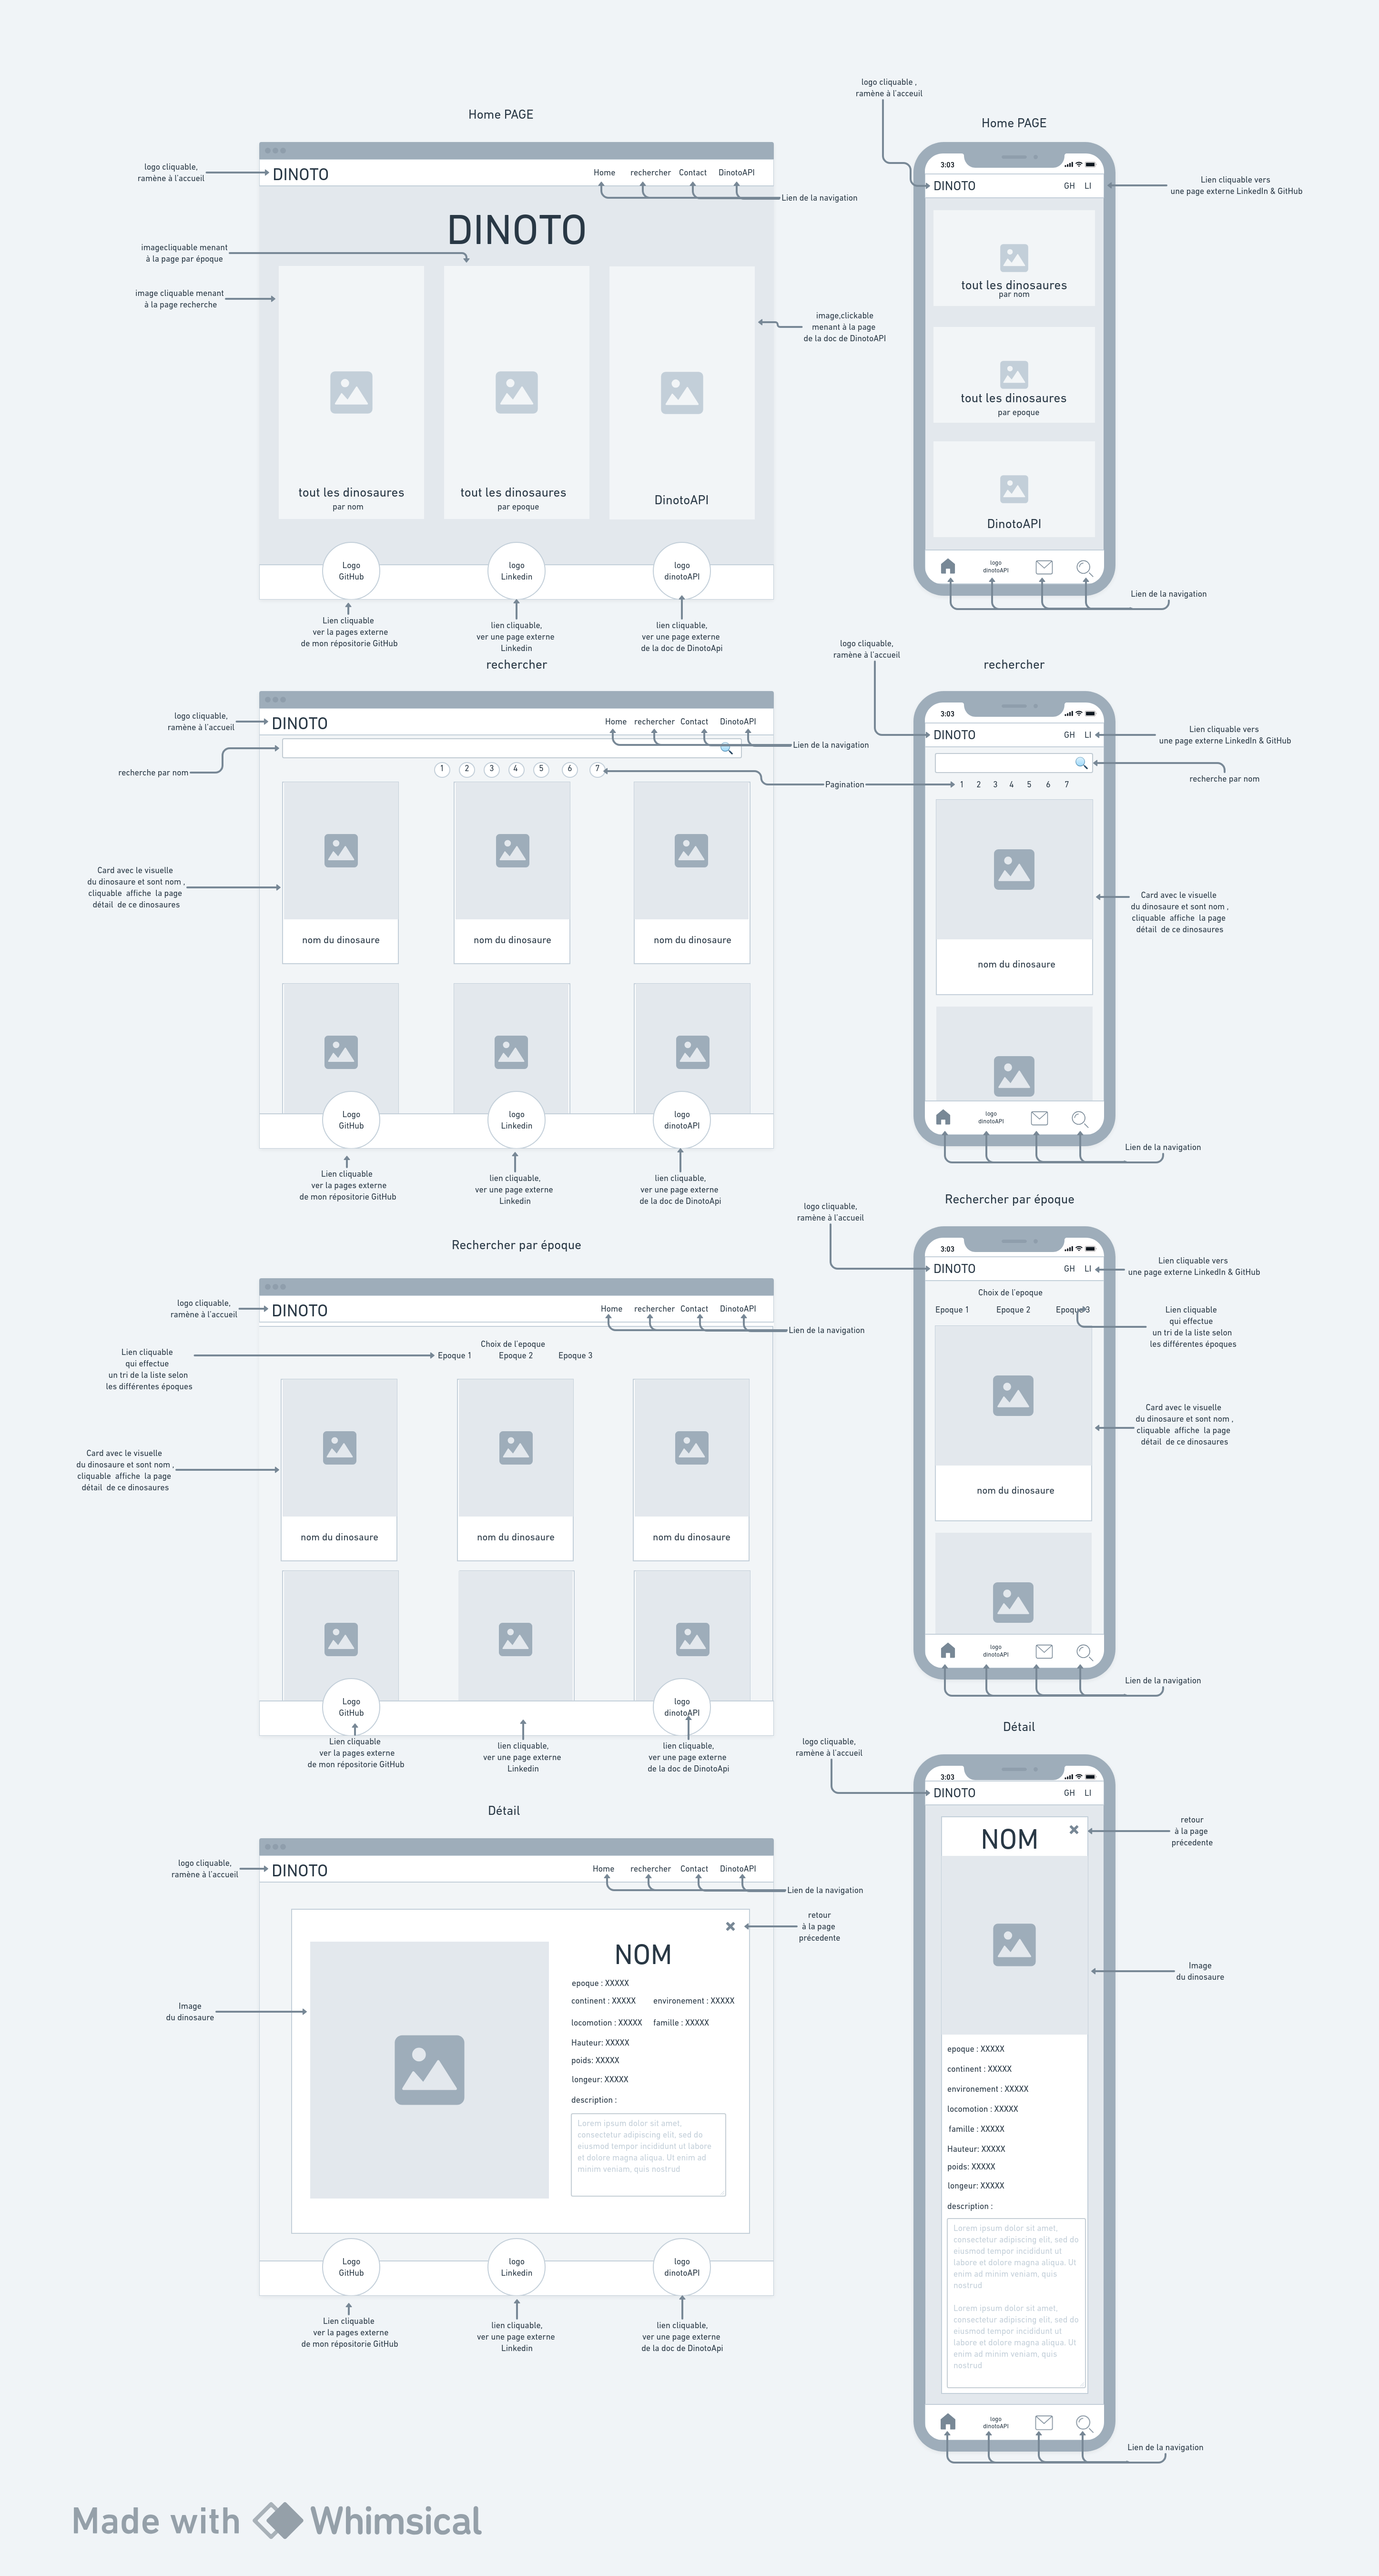 Home PAGE
logo cliquable,
ramène à l'accueil
DINOTO
Home rechercher Contact DinotoAPI
Lien de la navigation
DINOTO
imagecliquable menant
à la page par époque
image cliquable menant
à la page recherche
image,clickable
menant à la page
de la doc de DinotoAPI
tout les dinosaures
par nom
tout les dinosaures
par epoque
DinotoAPI
Logo
GitHub
logo
Linkedin
logo
dinotoAPI
Lien cliquable
ver la pages externe
de mon répositorie GitHub
lien cliquable,
ver une page externe
Linkedin
lien cliquable,
ver une page externe
de la doc de DinotoApi
logo cliquable ,
ramène à l'acceuil
Home PAGE
3:03
DINOTO
GH LI
Lien cliquable vers
une page externe LinkedIn & GitHub
tout les dinosaures
par nom
tout les dinosaures
par epoque
DinotoAPI
logo
dinotoAPI
Lien de la navigation
rechercher
logo cliquable,
ramène à l'accueil
DINOTO
Home rechercher Contact DinotoAPI
Lien de la navigation
recherche par nom
1 2 3 4 5 6 7
Pagination
Card avec le visuelle
du dinosaure et sont nom ,
cliquable affiche la page
détail de ce dinosaures
nom du dinosaure
nom du dinosaure
nom du dinosaure
Logo
GitHub
logo
Linkedin
logo
dinotoAPI
Lien cliquable
ver la pages externe
de mon répositorie GitHub
lien cliquable,
ver une page externe
Linkedin
lien cliquable,
ver une page externe
de la doc de DinotoApi
logo cliquable,
ramène à l'accueil
rechercher
3:03
DINOTO
GH LI
Lien cliquable vers
une page externe LinkedIn & GitHub
recherche par nom
1 2 3 4 5 6 7
Card avec le visuelle
du dinosaure et sont nom ,
cliquable affiche la page
détail de ce dinosaures
nom du dinosaure
logo
dinotoAPI
Lien de la navigation
Rechercher par époque
logo cliquable,
ramène à l'accueil
DINOTO
Home rechercher Contact DinotoAPI
Lien de la navigation
Lien cliquable
qui effectue
un tri de la liste selon
les différentes époques
Choix de l'epoque
Epoque 1 Epoque 2 Epoque 3
Card avec le visuelle
du dinosaure et sont nom ,
cliquable affiche la page
détail de ce dinosaures
nom du dinosaure
nom du dinosaure
nom du dinosaure
Logo
GitHub
logo
dinotoAPI
Lien cliquable
ver la pages externe
de mon répositorie GitHub
lien cliquable,
ver une page externe
Linkedin
lien cliquable,
ver une page externe
de la doc de DinotoApi
Rechercher par époque
logo cliquable,
ramène à l'accueil
3:03
DINOTO
GH LI
Lien cliquable vers
une page externe LinkedIn & GitHub
Choix de l'epoque
Epoque 1 Epoque 2 Epoque 3
Lien cliquable
qui effectue
un tri de la liste selon
les différentes époques
Card avec le visuelle
du dinosaure et sont nom ,
cliquable affiche la page
détail de ce dinosaures
nom du dinosaure
logo
dinotoAPI
Lien de la navigation
Détail
logo cliquable,
ramène à l'accueil
DINOTO
Home rechercher Contact DinotoAPI
Lien de la navigation
retour
à la page
précedente
Image
du dinosaure
NOM
epoque : XXXXX
continent : XXXXX environement : XXXXX
locomotion : XXXXX famille : XXXXX
Hauteur: XXXXX
poids: XXXXX
longeur: XXXXX
description :
Lorem ipsum dolor sit amet,
consectetur adipiscing elit, sed do
eiusmod tempor incididunt ut labore
et dolore magna aliqua. Ut enim ad
minim veniam, quis nostrud
Logo
GitHub
logo
Linkedin
logo
dinotoAPI
Lien cliquable
ver la pages externe
de mon répositorie GitHub
lien cliquable,
ver une page externe
Linkedin
lien cliquable,
ver une page externe
de la doc de DinotoApi
Détail
logo cliquable,
ramène à l'accueil
3:03
DINOTO
GH LI
NOM
retour
à la page
précedente
Image
du dinosaure
epoque : XXXXX
continent : XXXXX
environement : XXXXX
locomotion : XXXXX
famille : XXXXX
Hauteur: XXXXX
poids: XXXXX
longeur: XXXXX
description :
Lorem ipsum dolor sit amet,
consectetur adipiscing elit, sed do
eiusmod tempor incididunt ut
labore et dolore magna aliqua. Ut
enim ad minim veniam, quis
nostrud
Lorem ipsum dolor sit amet,
consectetur adipiscing elit, sed do
eiusmod tempor incididunt ut
labore et dolore magna aliqua. Ut
enim ad minim veniam, quis
nostrud
logo
dinotoAPI
Lien de la navigation
Made with Whimsical